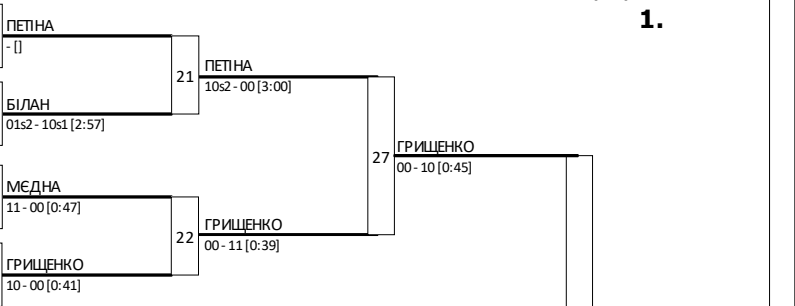 1.
ПЕТІНА
- []
21
ПЕТІНА
10s2 - 00 [3:00]
БІЛАН
01s2 - 10s1 [2:57]
27
ГРИЩЕНКО
00 - 10 [0:45]
МЄДНА
11 - 00 [0:47]
22
ГРИЩЕНКО
00 - 11 [0:39]
ГРИЩЕНКО
10 - 00 [0:41]